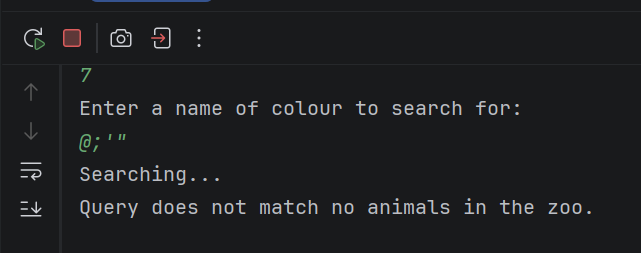 7
Enter a name of colour to search for:
@;'"
Searching...
Query does not match no animals in the zoo.